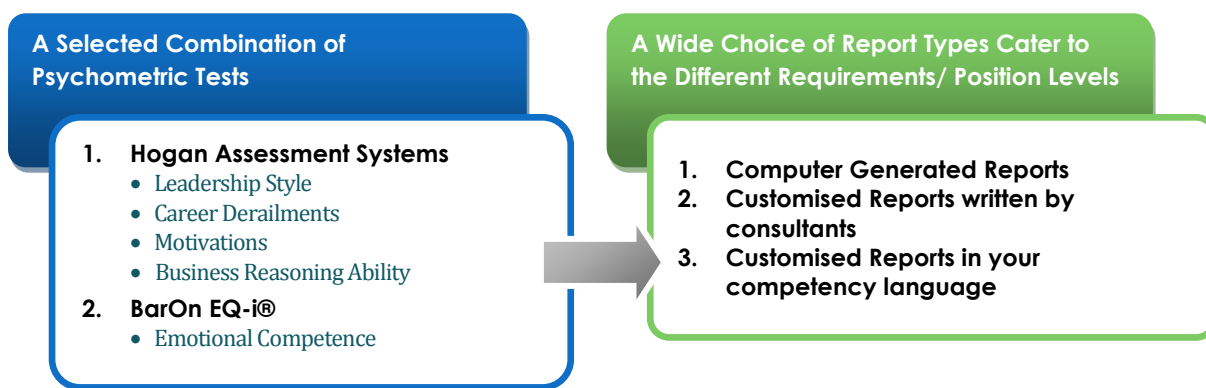 A Selected Combination of
Psychometric Tests
1. Hogan Assessment Systems
• Leadership Style
• Career Derailments
• Motivations
• Business Reasoning Ability
2. BarOn EQ-i®
• Emotional Competence
A Wide Choice of Report Types Cater to
the Different Requirements/ Position Levels
1. Computer Generated Reports
2. Customised Reports written by
consultants
3. Customised Reports in your
competency language